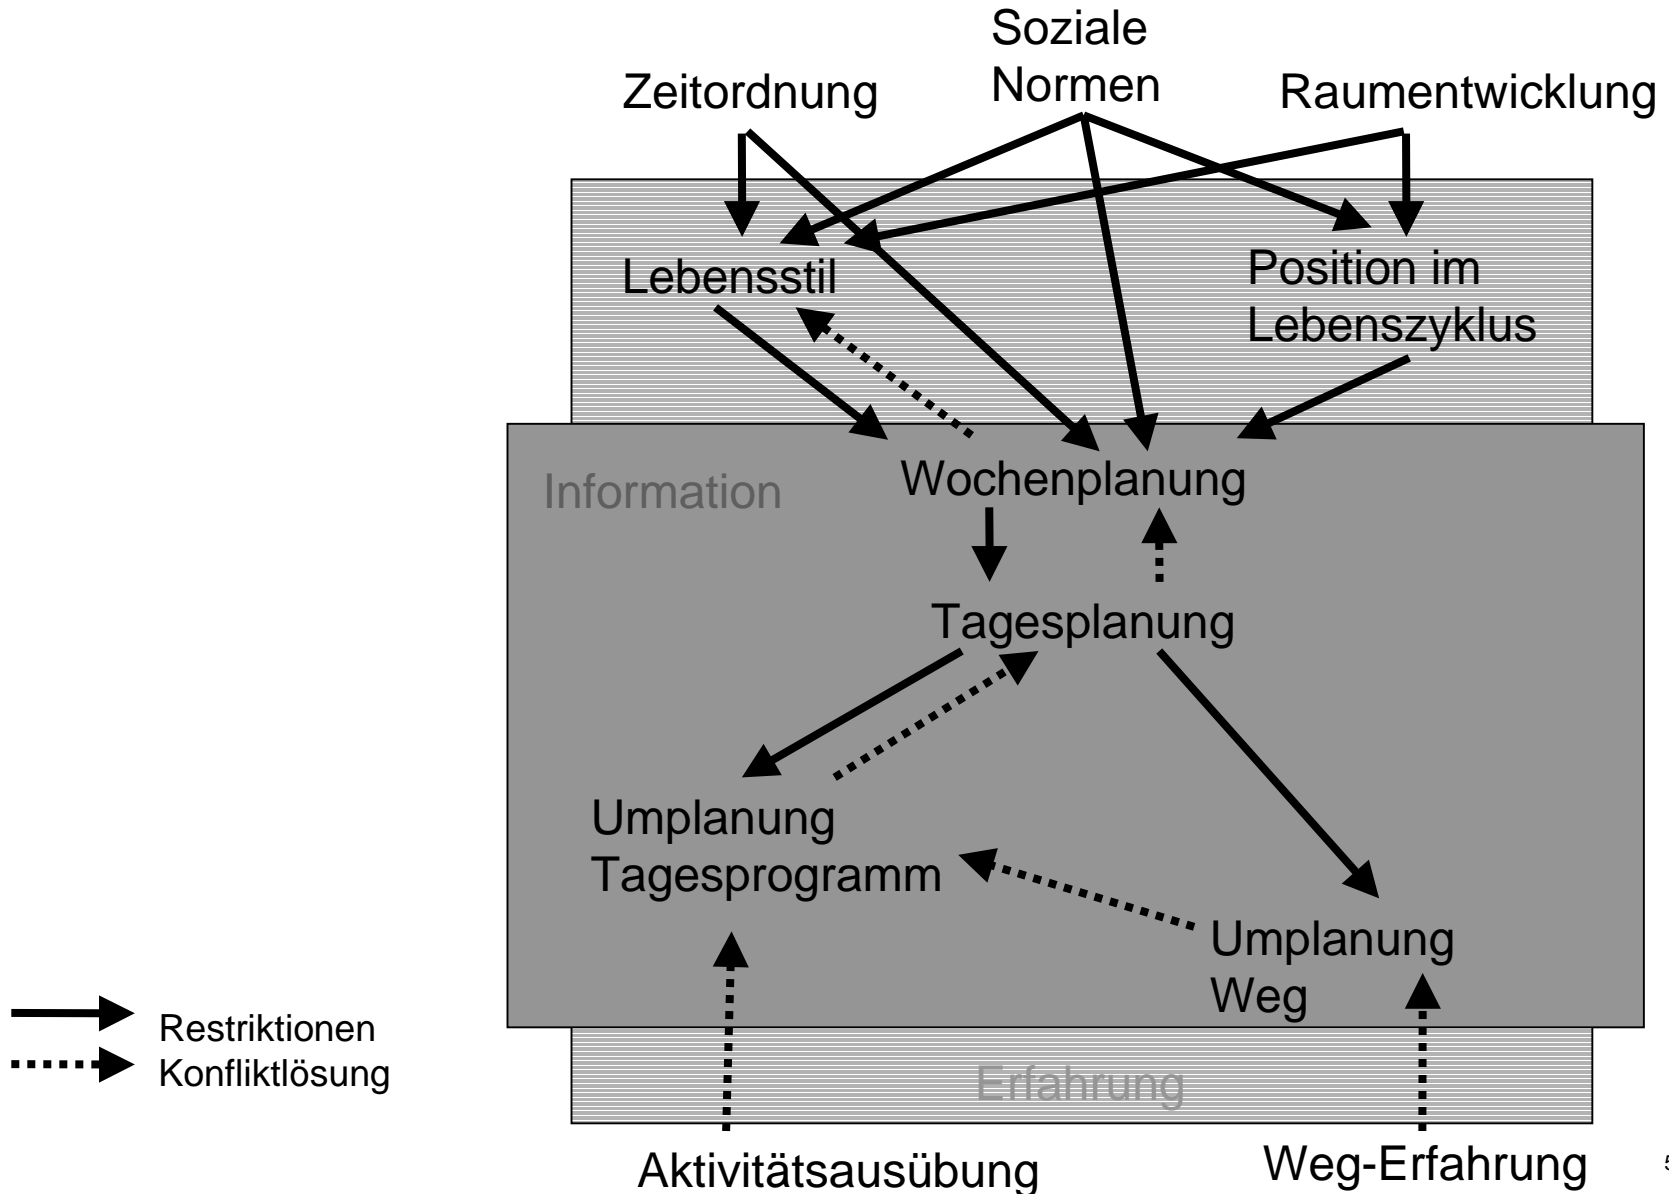 Soziale
Normen
Zeitordnung
Raumentwicklung
Lebensstil
Position im
Lebenszyklus
Information
Wochenplanung
Tagesplanung
Umplanung
Tagesprogramm
Umplanung
Weg
Restriktionen
Konfliktlösung
Erfahrung
Aktivitätsausübung
Weg-Erfahrung